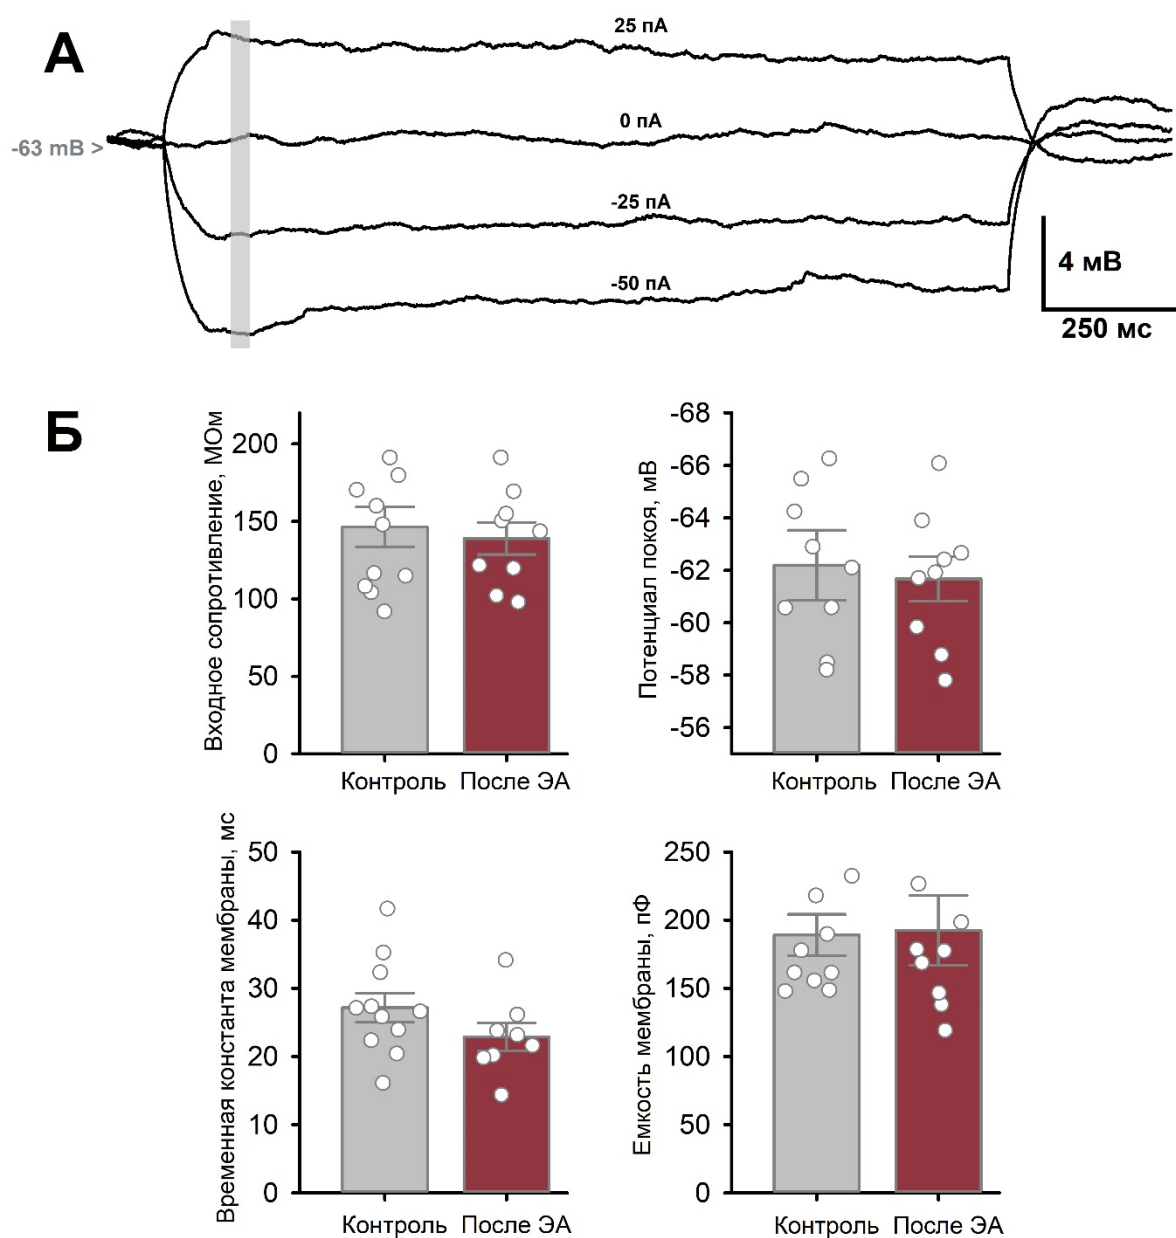 А
25 пА
0 пА
-63 mB >
-25 пА
-50 пА
4 мВ
250 мс
Б
Входное сопротивление, МОм
200
150
100
50
0
Контроль
После ЭА
Потенциал покоя, мВ
-68
-66
-64
-62
-60
-58
-56
Контроль
После ЭА
Временная константа мембраны, мс
50
40
30
20
10
0
Контроль
После ЭА
Емкость мембраны, пФ
250
200
150
100
50
0
Контроль
После ЭА